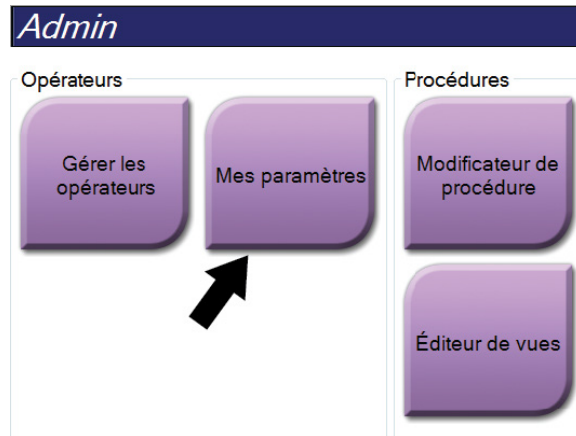 Admin
Opérateurs
Gérer les
opérateurs
Mes paramètres
Procédures
Modificateur de
procédure
Éditeur de vues